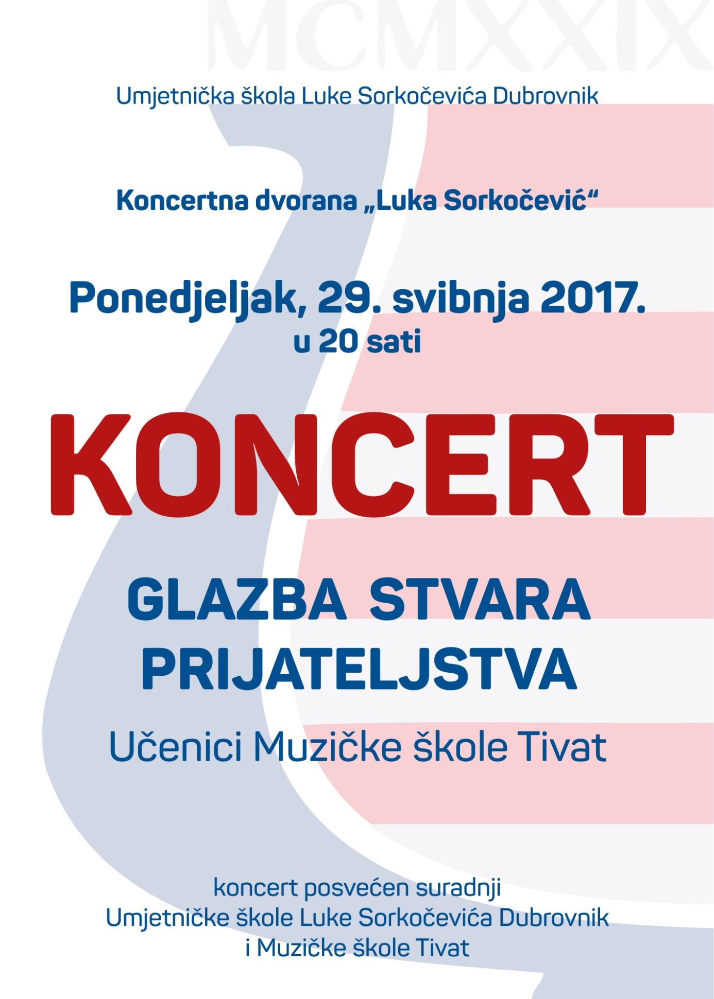 MCMXXIX
Umjetnička škola Luke Sorkočevića Dubrovnik
Koncertna dvorana „Luka Sorkočević“
Ponedjeljak, 29. svibnja 2017.
u 20 sati
KONCERT
GLAZBA STVARA
PRIJATELJSTVA
Učenici Muzičke škole Tivat
koncert posvećen suradnji
Umjetničke škole Luke Sorkočevića Dubrovnik
i Muzičke škole Tivat